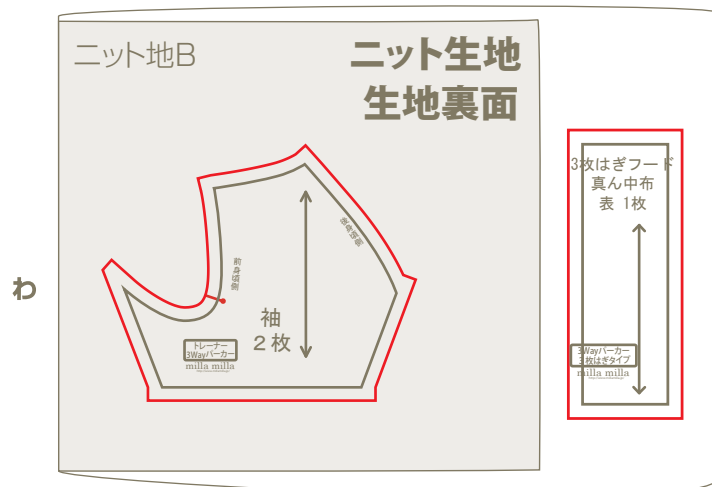 ニット地B
ニット生地
生地裏面
わ
袖
２枚
トレーナー
3Wayパーカー
milla milla
3枚はぎフード
真ん中布
表 1枚
3Wayパーカー
3枚はぎタイプ
milla milla